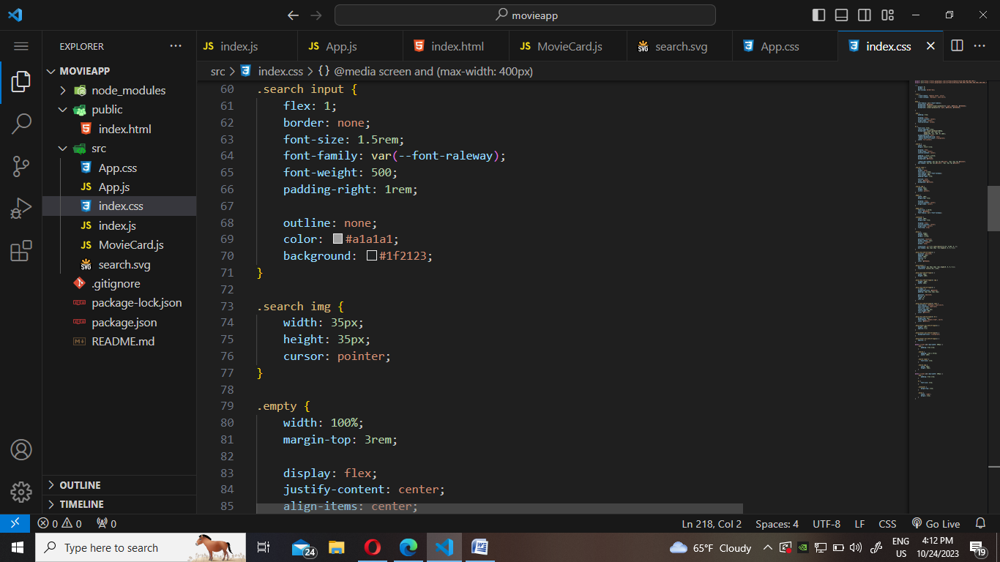 movieapp
EXPLORER
index.js
App.js
index.html
MovieCard.js
search.svg
App.css
index.css
src > index.css > {} @media screen and (max-width: 400px)
MOVIEAPP
node_modules
public
index.html
src
App.css
App.js
index.css
index.js
MovieCard.js
search.svg
.gitignore
package-lock.json
package.json
README.md
OUTLINE
TIMELINE
60 .search input {
61 flex: 1;
62 border: none;
63 font-size: 1.5rem;
64 font-family: var(--font-raleway);
65 font-weight: 500;
66 padding-right: 1rem;
67
68 outline: none;
69 color: #a1a1a1;
70 background: #1f2123;
71 }
72
73 .search img {
74 width: 35px;
75 height: 35px;
76 cursor: pointer;
77 }
78
79 .empty {
80 width: 100%;
81 margin-top: 3rem;
82
83 display: flex;
84 justify-content: center;
85 align-items: center;
0 0 0 Ln 218, Col 2 Spaces: 4 UTF-8 LF CSS Go Live
Type here to search 24 65°F Cloudy ENG US 4:12 PM 10/24/2023 19